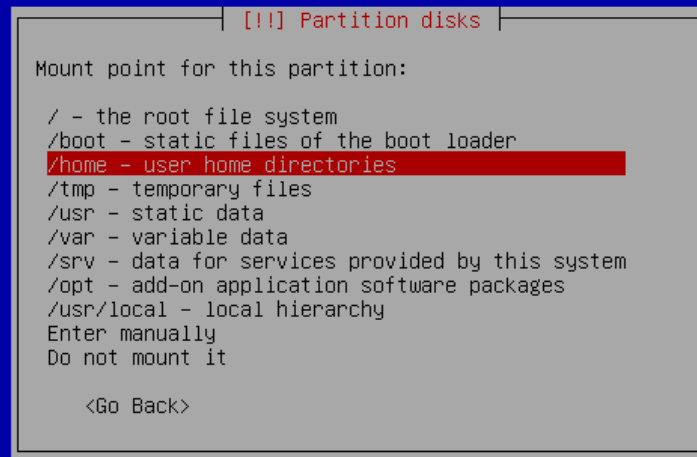 [!!] Partition disks
Mount point for this partition:
/ – the root file system
/boot – static files of the boot loader
/home – user home directories
/tmp – temporary files
/usr – static data
/var – variable data
/srv – data for services provided by this system
/opt – add-on application software packages
/usr/local – local hierarchy
Enter manually
Do not mount it
<Go Back>